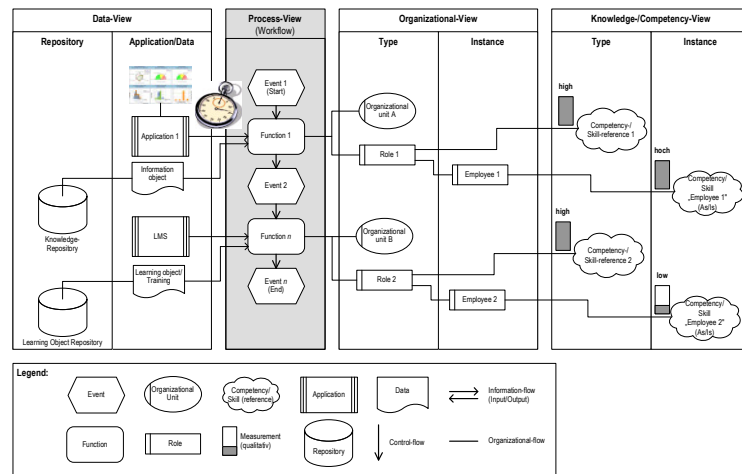 Data-View
Process-View
(Workflow)
Organizational-View
Knowledge-/Competency-View
Repository
Application/Data
Type
Instance
Type
Instance
Event 1
(Start)
Application 1
Function 1
Organizational
unit A
high
Competency-/
Skill-reference 1
Information
object
Role 1
Knowledge-
Repository
Event 2
Employee 1
hoch
Competency/
Skill
„Employee 1"
(As/Is)
LMS
Function n
Organizational
unit B
high
Competency-/
Skill-reference 2
Learning object/
Training
Event n
(End)
Role 2
Learning Object Repository
Employee 2
low
Competency/
Skill
„Employee 2"
(As/Is)
Legend:
Event
Organizational
Unit
Competency/
Skill (reference)
Application
Data
Information-flow
(Input/Output)
Function
Role
Measurement
(qualitativ)
Repository
Control-flow
Organizational-flow